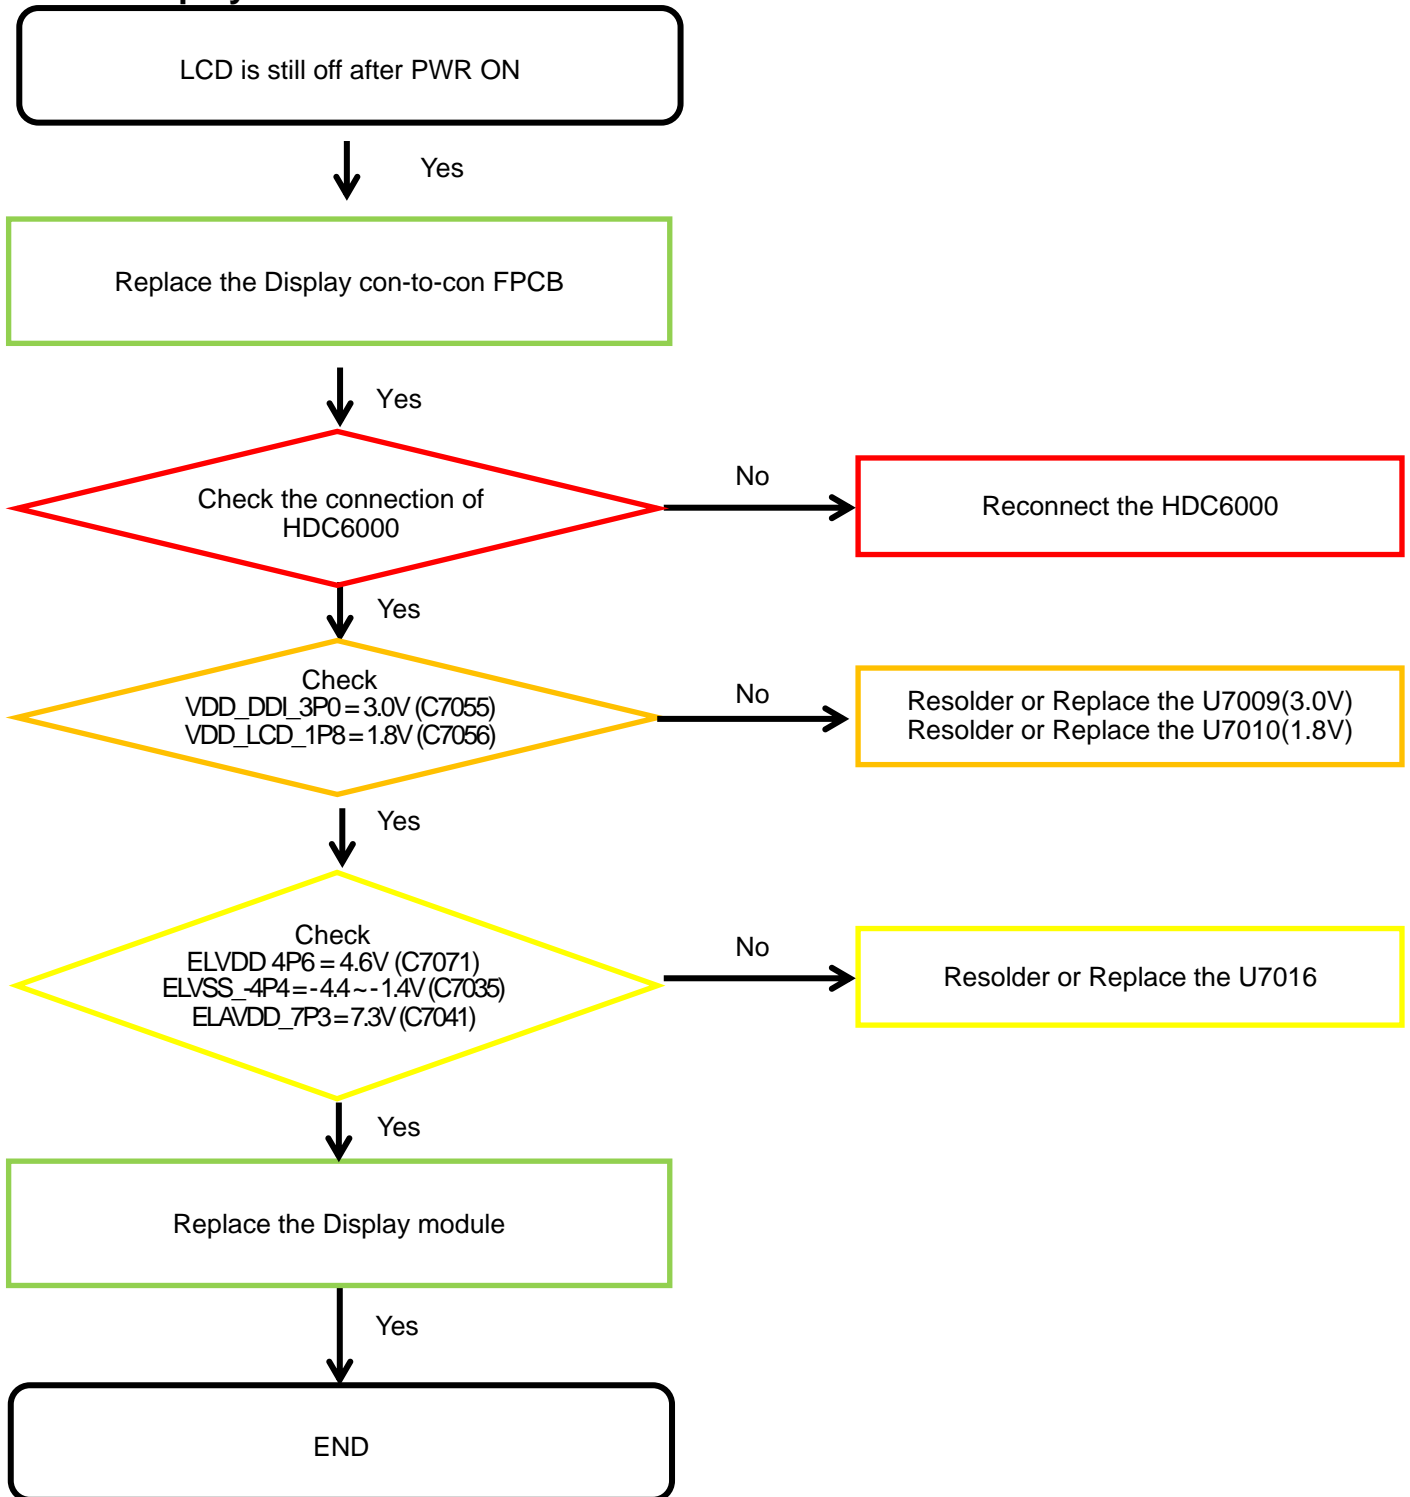 LCD is still off after PWR ON
Yes
Replace the Display con-to-con FPCB
Yes
Check the connection of
HDC6000
No
Reconnect the HDC6000
Yes
Check
VDD_DDI_3P0 = 3.0V (C7055)
VDD_LCD_1P8 = 1.8V (C7056)
No
Resolder or Replace the U7009(3.0V)
Resolder or Replace the U7010(1.8V)
Yes
Check
ELVDD 4P6 = 4.6V (C7071)
ELVSS_-4P4 = - 4.4 ~ - 1.4V (C7035)
ELAVDD_7P3 = 7.3V (C7041)
No
Resolder or Replace the U7016
Yes
Replace the Display module
Yes
END